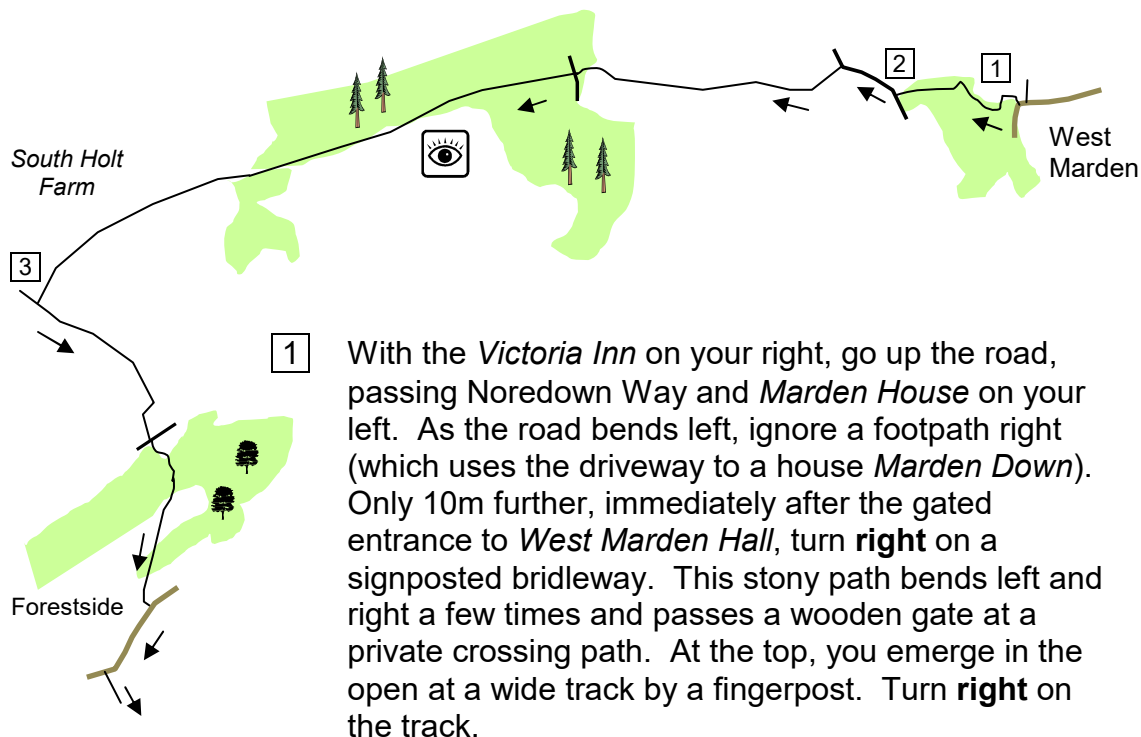 2
1
West
Marden
South Holt
Farm
3
1
With the Victoria Inn on your right, go up the road,
passing Noredown Way and Marden House on your
left.  As the road bends left, ignore a footpath right
(which uses the driveway to a house Marden Down).
Only 10m further, immediately after the gated
entrance to West Marden Hall, turn right on a
signposted bridleway.  This stony path bends left and
right a few times and passes a wooden gate at a
private crossing path.  At the top, you emerge in the
open at a wide track by a fingerpost.  Turn right on
the track.
Forestside